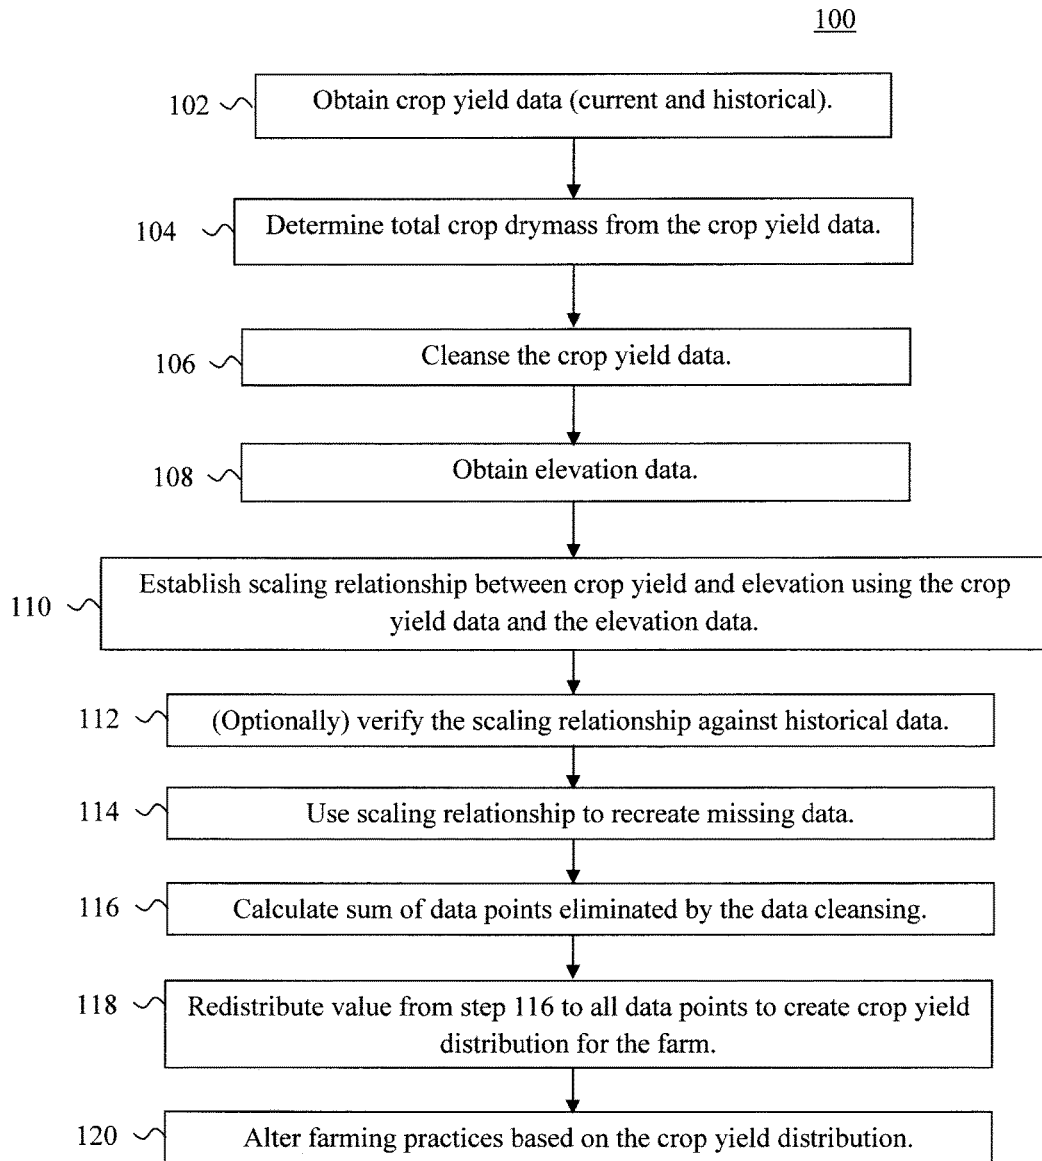 100
102
Obtain crop yield data (current and historical).
104
Determine total crop drymass from the crop yield data.
106
Cleanse the crop yield data.
108
Obtain elevation data.
110
Establish scaling relationship between crop yield and elevation using the crop
yield data and the elevation data.
112
(Optionally) verify the scaling relationship against historical data.
114
Use scaling relationship to recreate missing data.
116
Calculate sum of data points eliminated by the data cleansing.
118
Redistribute value from step 116 to all data points to create crop yield
distribution for the farm.
120
Alter farming practices based on the crop yield distribution.